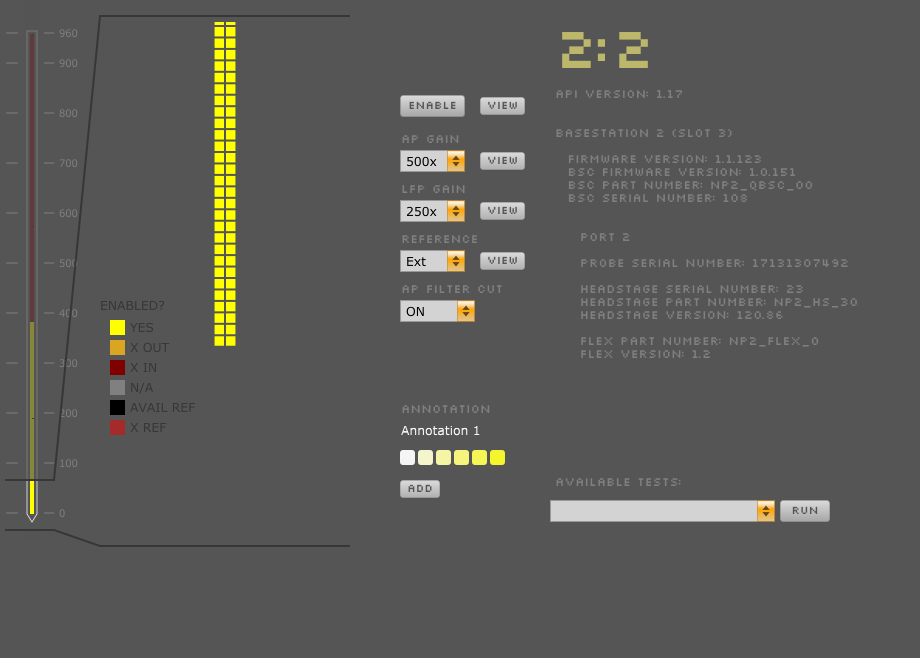 2:2
960
900
800
700
600
500
400
300
200
100
0
ENABLED?
YES
X OUT
X IN
N/A
AVAIL REF
X REF
ENABLE VIEW
AP GAIN
500x VIEW
LFP GAIN
250x VIEW
REFERENCE
Ext VIEW
AP FILTER CUT
ON
ANNOTATION
Annotation 1
ADD
API VERSION: 1.17
BASESTATION 2 (SLOT 3)
FIRMWARE VERSION: 1.1.123
BSC FIRMWARE VERSION: 1.0.151
BSC PART NUMBER: NP2_QBSC_00
BSC SERIAL NUMBER: 108
PORT 2
PROBE SERIAL NUMBER: 17131307492
HEADSTAGE SERIAL NUMBER: 23
HEADSTAGE PART NUMBER: NP2_HS_30
HEADSTAGE VERSION: 120.86
FLEX PART NUMBER: NP2_FLEX_0
FLEX VERSION: 1.2
AVAILABLE TESTS:
RUN